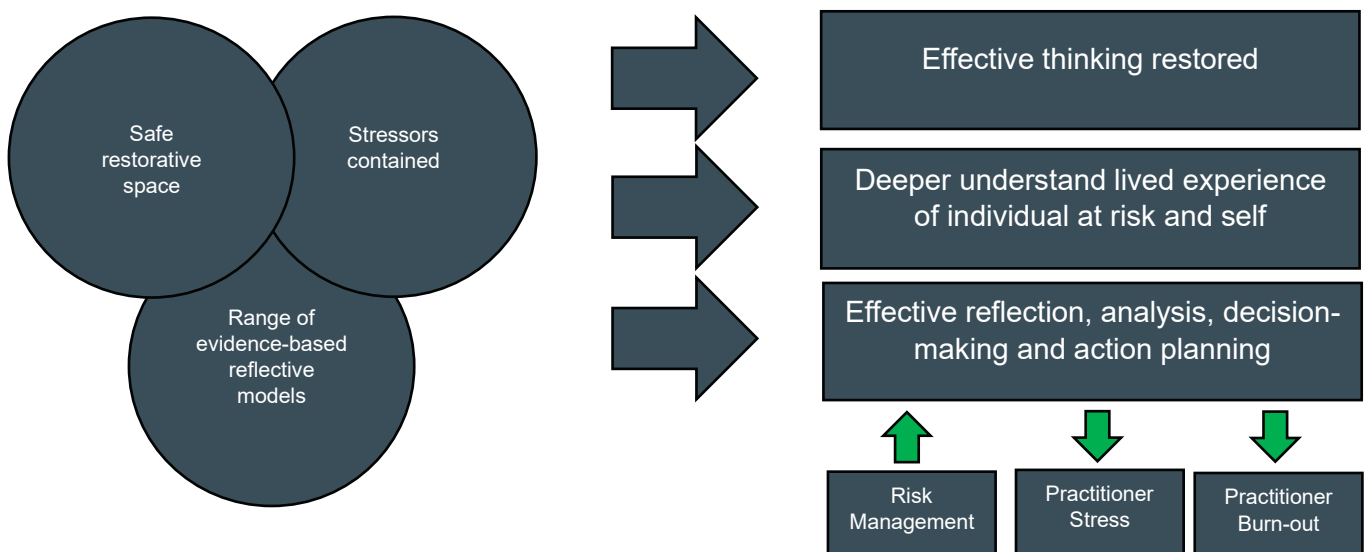 Safe
restorative
space
Stressors
contained
Range of
evidence-based
reflective
models
Effective thinking restored
Deeper understand lived experience
of individual at risk and self
Effective reflection, analysis, decision-
making and action planning
Risk
Management
Practitioner
Stress
Practitioner
Burn-out